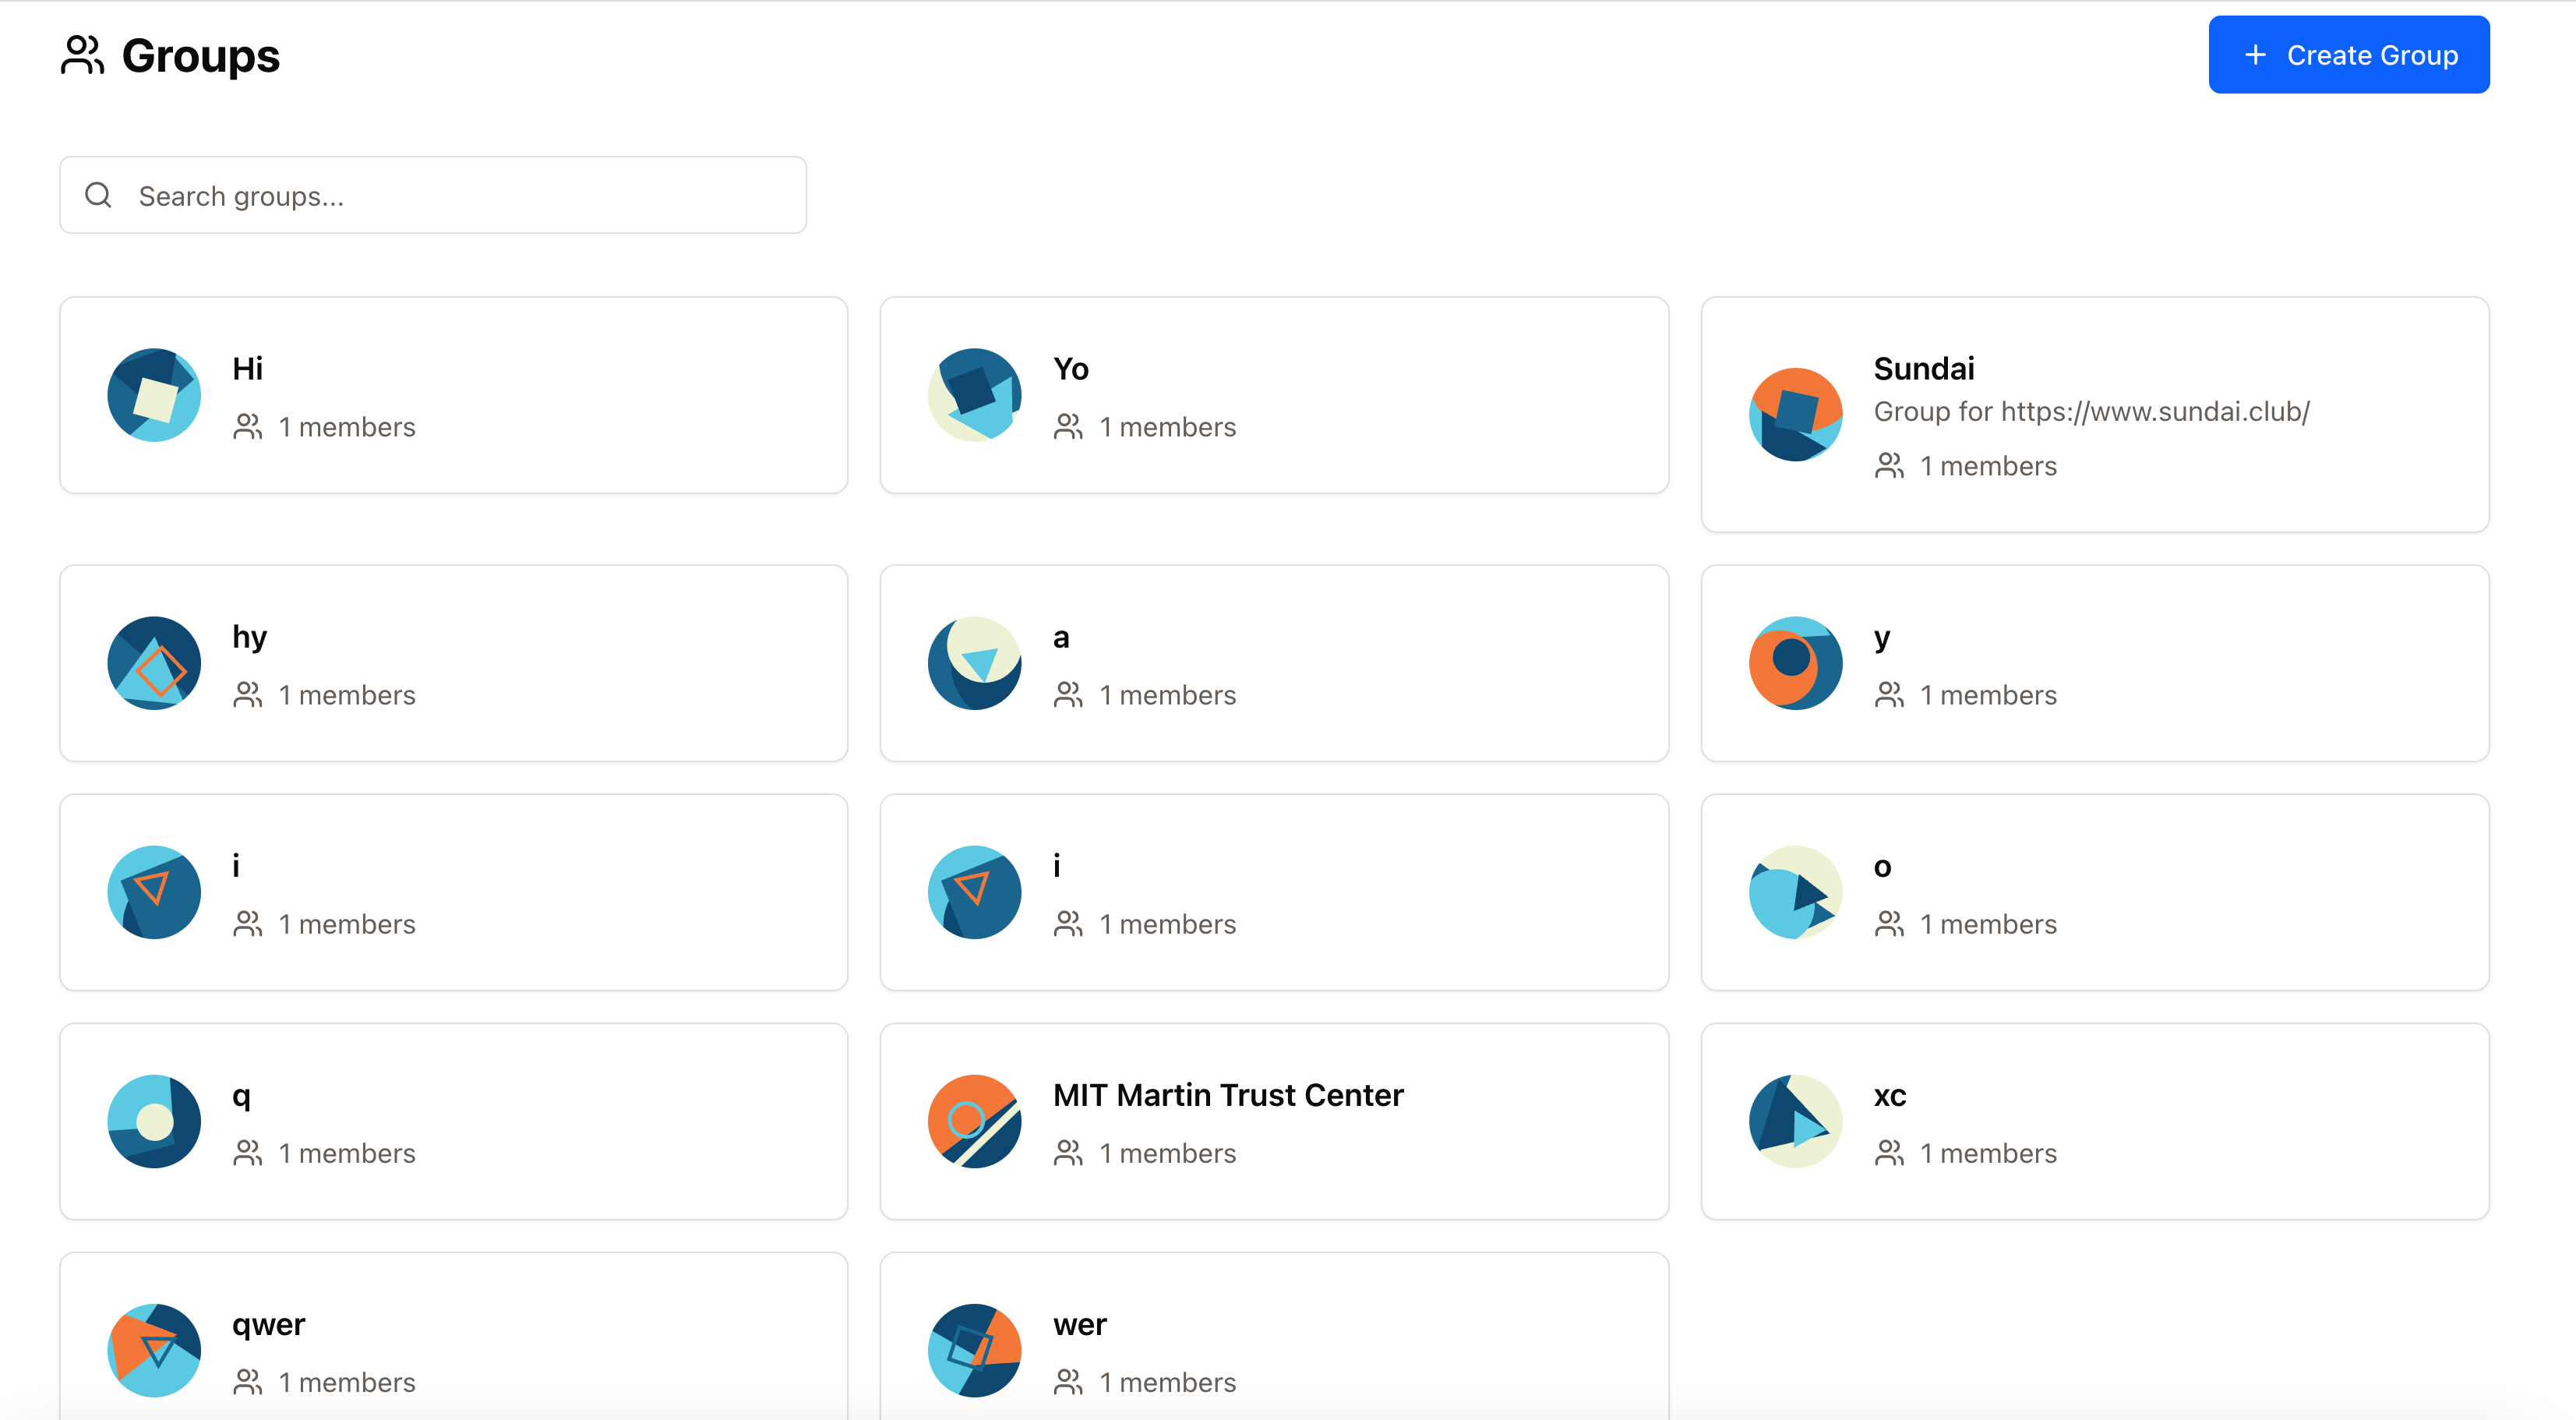 Groups
+ Create Group
Search groups...
Hi
1 members
Yo
1 members
Sundai
Group for https://www.sundai.club/
1 members
hy
1 members
a
1 members
y
1 members
i
1 members
i
1 members
o
1 members
q
1 members
MIT Martin Trust Center
1 members
xc
1 members
qwer
1 members
wer
1 members